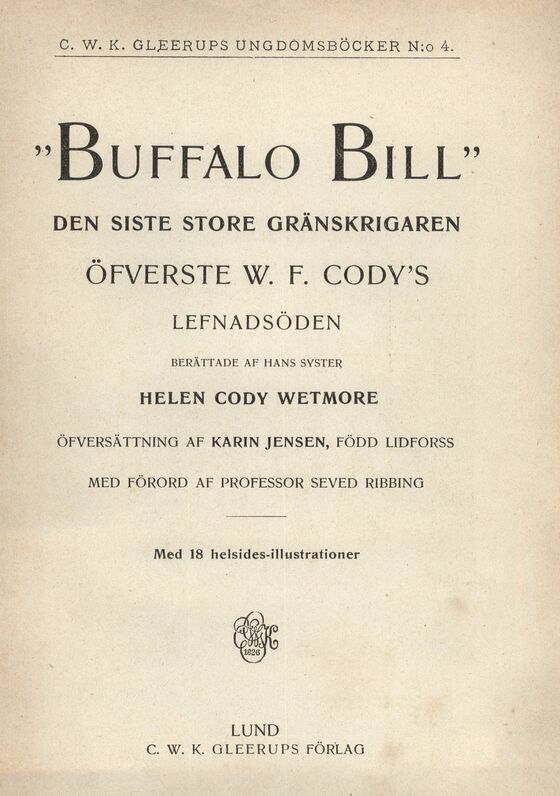 C. W. K. GLEERUPS UNGDOMSBÖCKER N:o 4.
”BUFFALO BILL”
DEN SISTE STORE GRÄNSKRIGAREN
ÖFVERSTE W. F. CODY'S
LEFNADSÖDEN
BERÄTTADE AF HANS SYSTER
HELEN CODY WETMORE
ÖFVERSÄTTNING AF KARIN JENSEN, FÖDD LIDFORSS
MED FÖRORD AF PROFESSOR SEVED RIBBING
Med 18 helsides-illustrationer
1826
LUND
C. W. K. GLEERUPS FÖRLAG